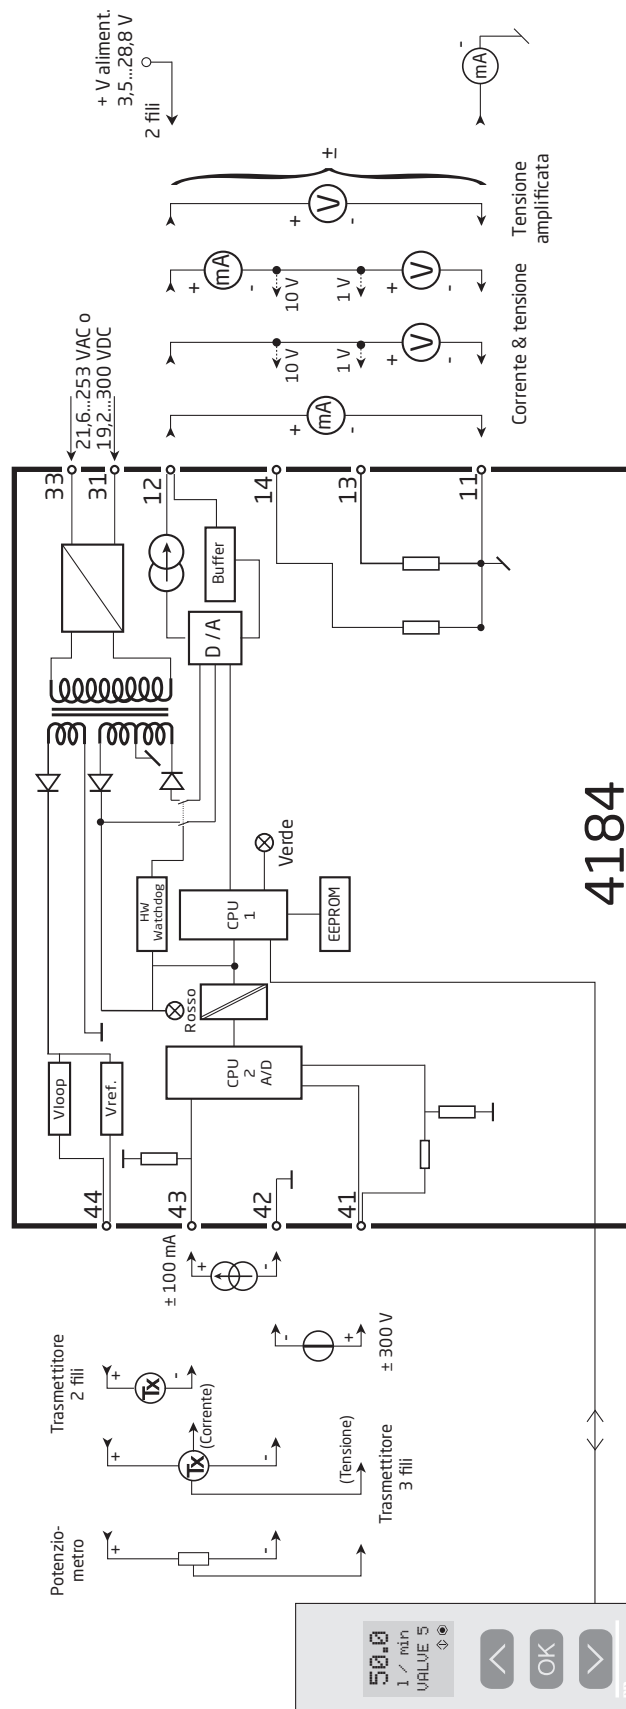 Potenzio-
metro
+
-
Trasmettitore
2 fili
+
Tx
-
+
Tx
(Corrente)
-
(Tensione)
Trasmettitore
3 fili
± 100 mA
+
-
-
+
± 300 V
50.0
l / min
VALVE 5
OK
44
43
42
41
Vloop
Vref.
CPU
2
A/D
Rosso
HW
Watchdog
CPU
1
EEPROM
Verde
D /A
Buffer
4184
33
31
12
14
13
11
21,6...253 VAC o
19,2...300 VDC
+
mA
-
10 V
1 V
+
V
-
+
mA
-
10 V
1 V
+
V
-
+
V
-
±
Corrente & tensione
Tensione
amplificata
+ V aliment.
3,5...28,8 V
2 fili
mA
-